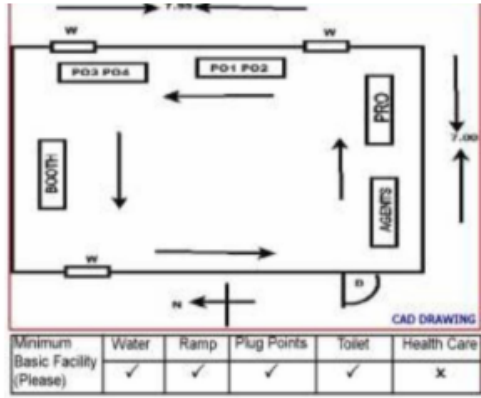 W
W
PO3 PO4
PO1 PO2
PRO
7.00
BOOTH
AGENTS
W
D
N
CAD DRAWING
Minimum Basic Facility (Please)
Water
Ramp
Plug Points
Toilet
Health Care
✓ ✓ ✓ ✓ x